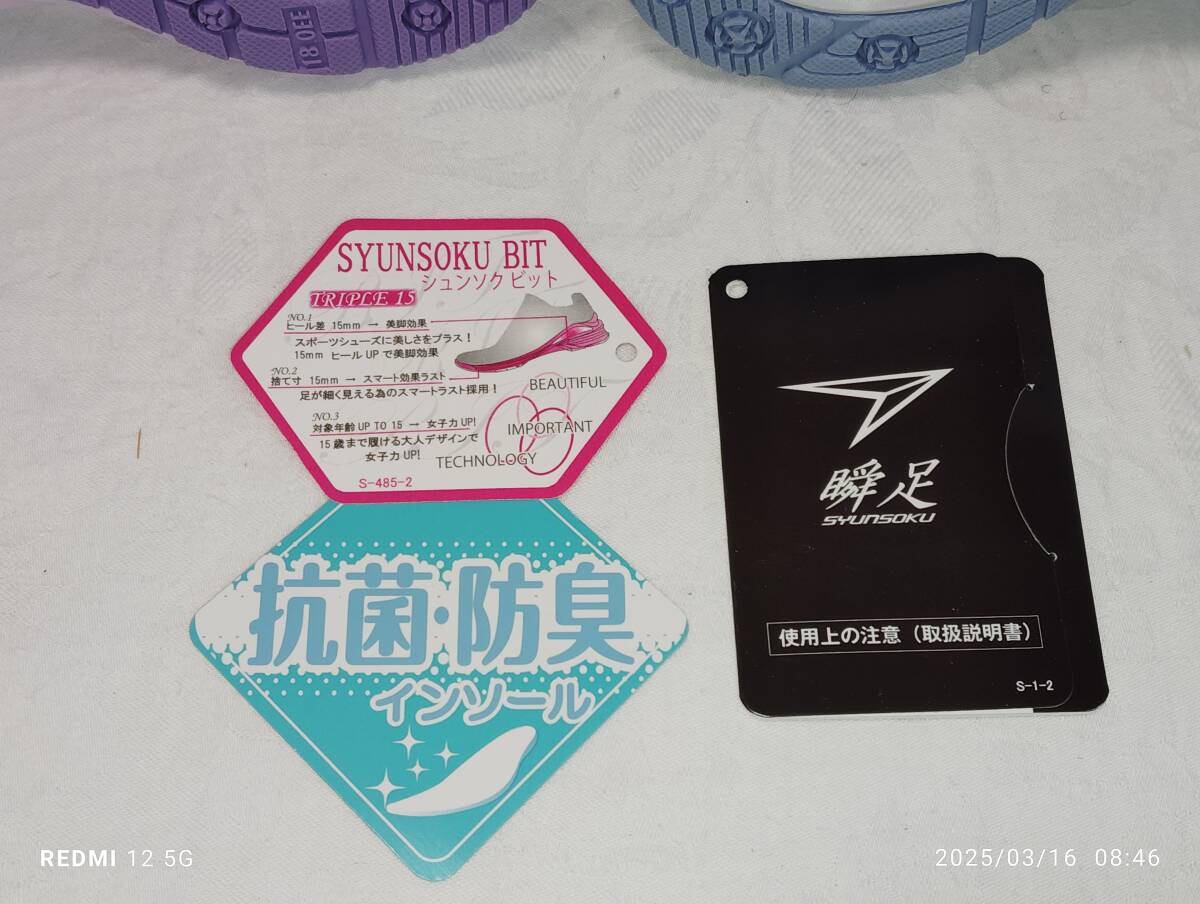 18 0EE
SYUNSOKU BIT
シュンソク ビット
TRIPLE 15
NO.1
ヒール差 15mm → 美脚効果
スポーツシューズに美しさをプラス!
15mm ヒール UP で美脚効果
NO.2
捨て寸 15mm → スマート効果ラスト
足が細く見える為のスマートラスト採用!
BEAUTIFUL
NO.3
対象年齢 UP TO 15 → 女子力 UP!
15歳まで履ける大人デザインで
女子力 UP!
IMPORTANT
TECHNOLOGY
S-485-2
抗菌・防臭
インソール
瞬足
SYUNSOKU
使用上の注意(取扱説明書)
S-1-2
REDMI 12 5G
2025/03/16 08:46